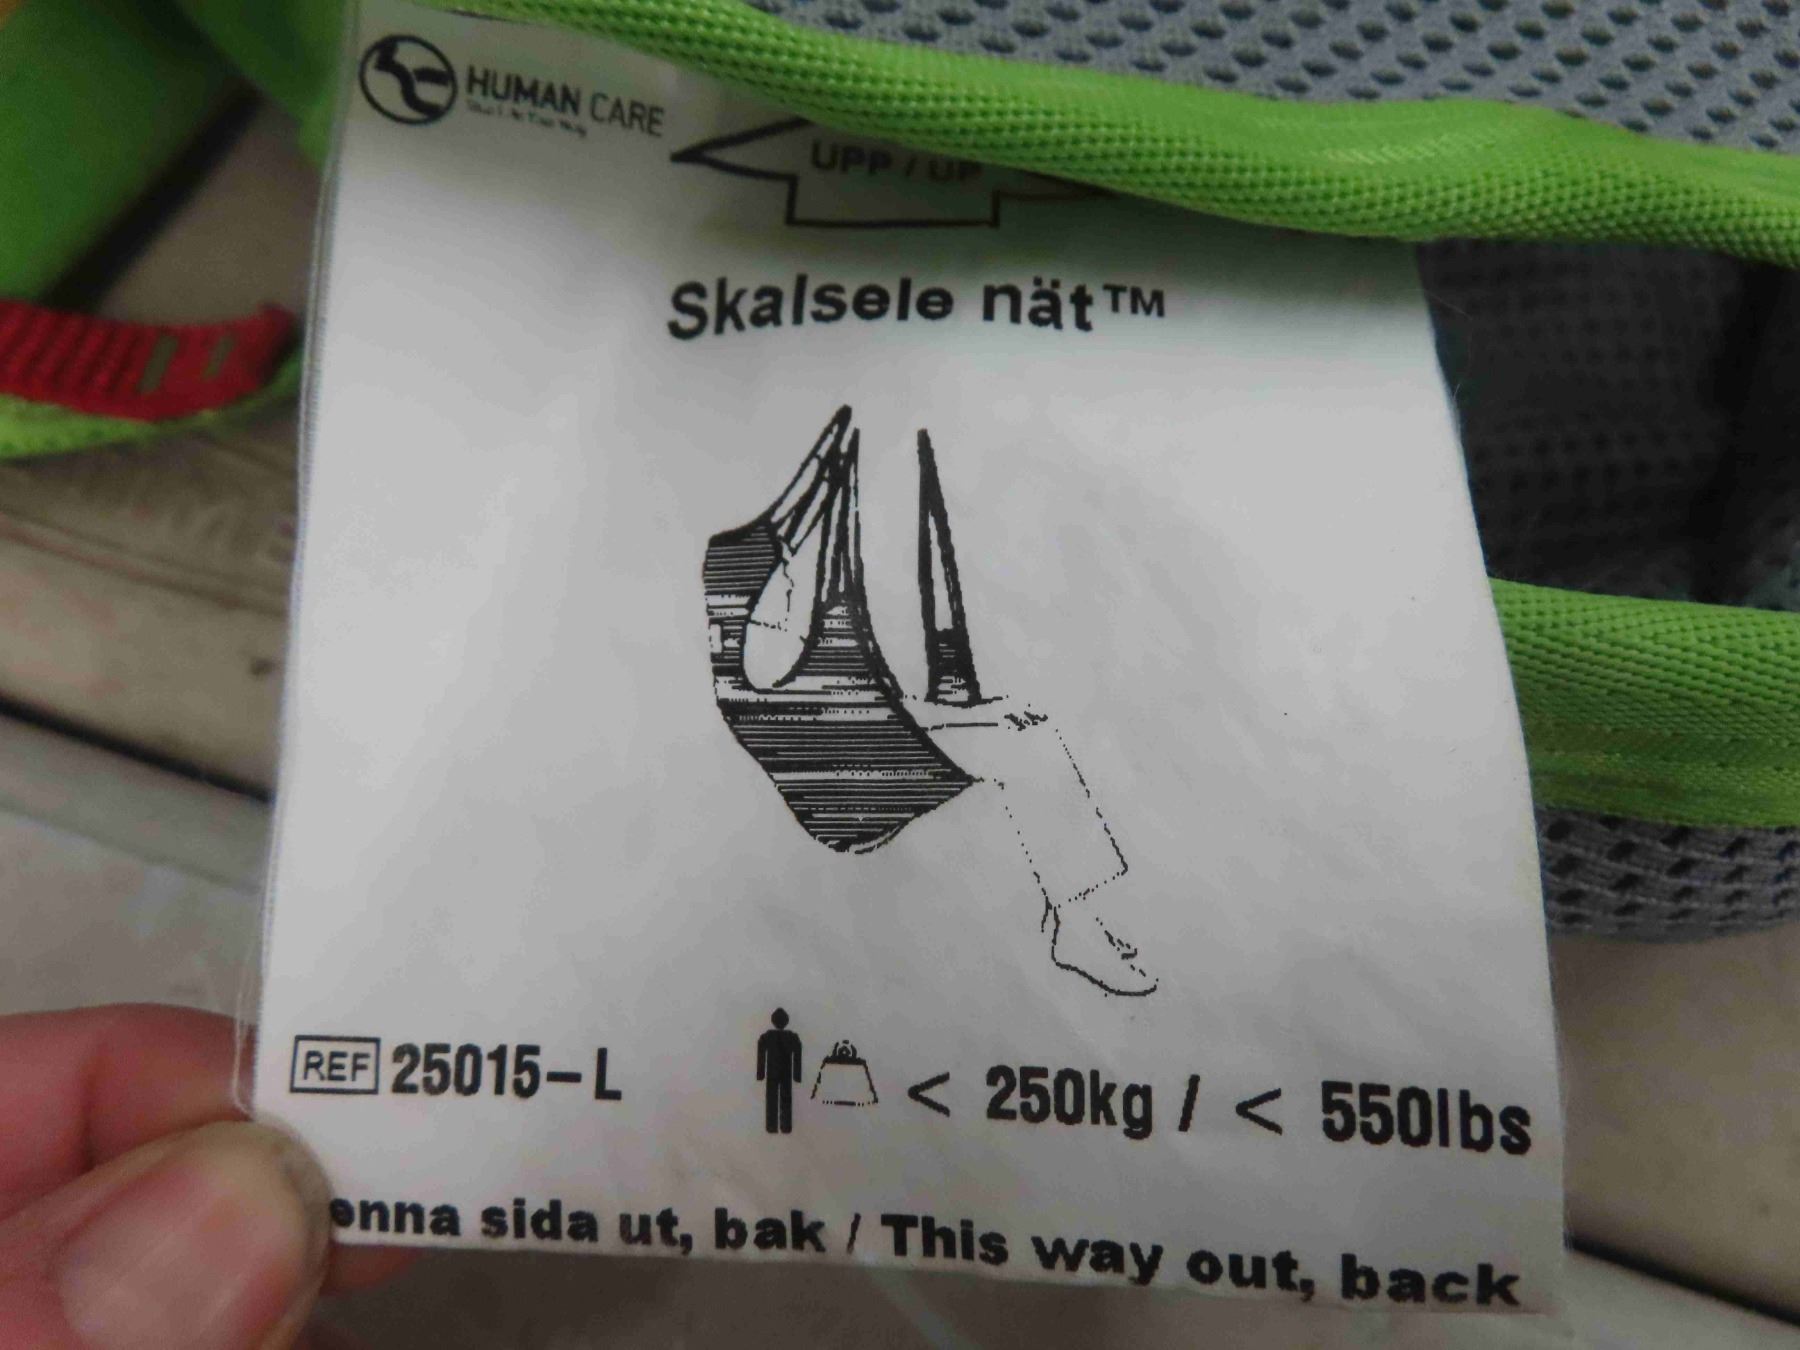 HUMAN CARE
UPP / UP
Skalsele nät™
REF 25015-L
< 250kg / < 550lbs
enna sida ut, bak / This way out, back